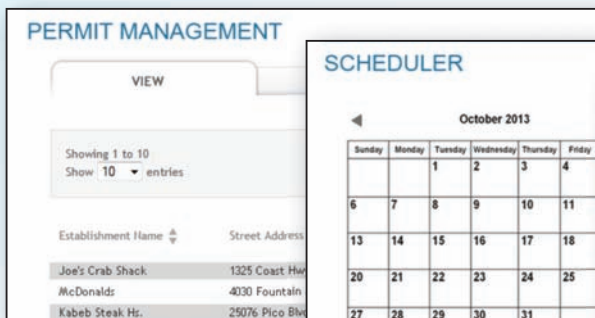 PERMIT MANAGEMENT
VIEW
Showing 1 to 10
Show 10 entries
Establishment Name Street Address
Joe's Crab Shack 1325 Coast Hw
McDonalds 4030 Fountain
Kabeb Steak Hs. 25076 Pico Blv
SCHEDULER
October 2013
Sunday Monday Tuesday Wednesday Thursday Friday
1 2 3 4
6 7 8 9 10 11
13 14 15 16 17 18
20 21 22 23 24 25
27 28 29 30 31